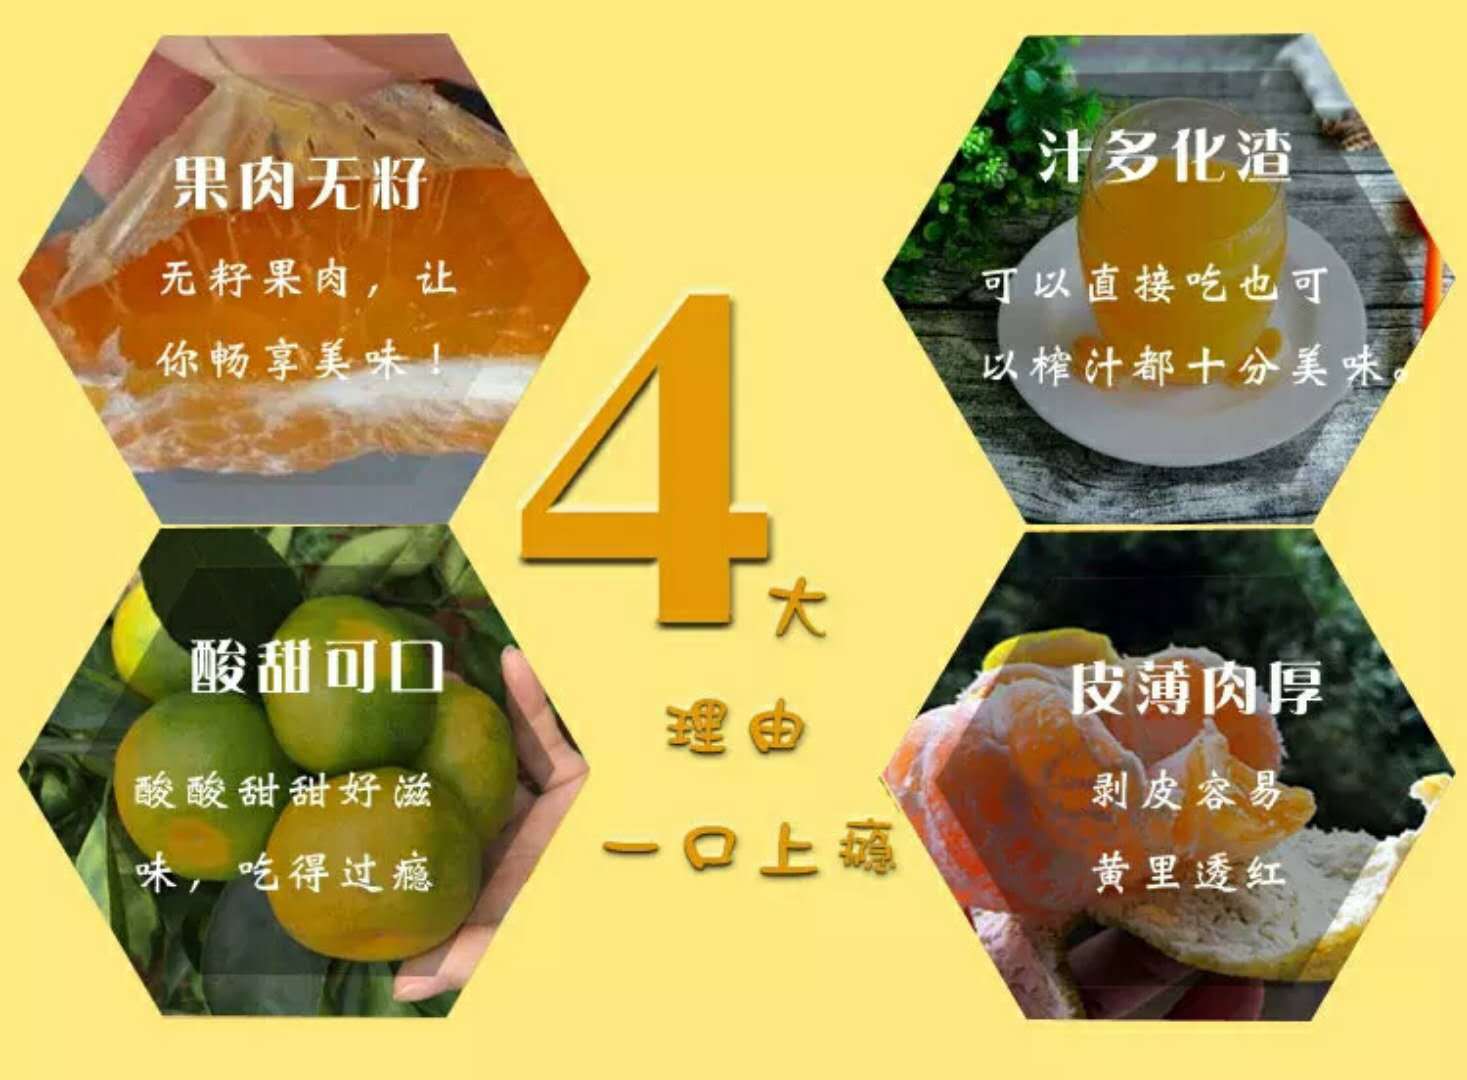 果肉无籽
无籽果肉，让
你畅享美味！
汁多化渣
可以直接吃也可
以榨汁都十分美味。
4大
理由
一口上瘾
酸甜可口
酸酸甜甜好滋
味，吃得过瘾
皮薄肉厚
剥皮容易
黄里透红